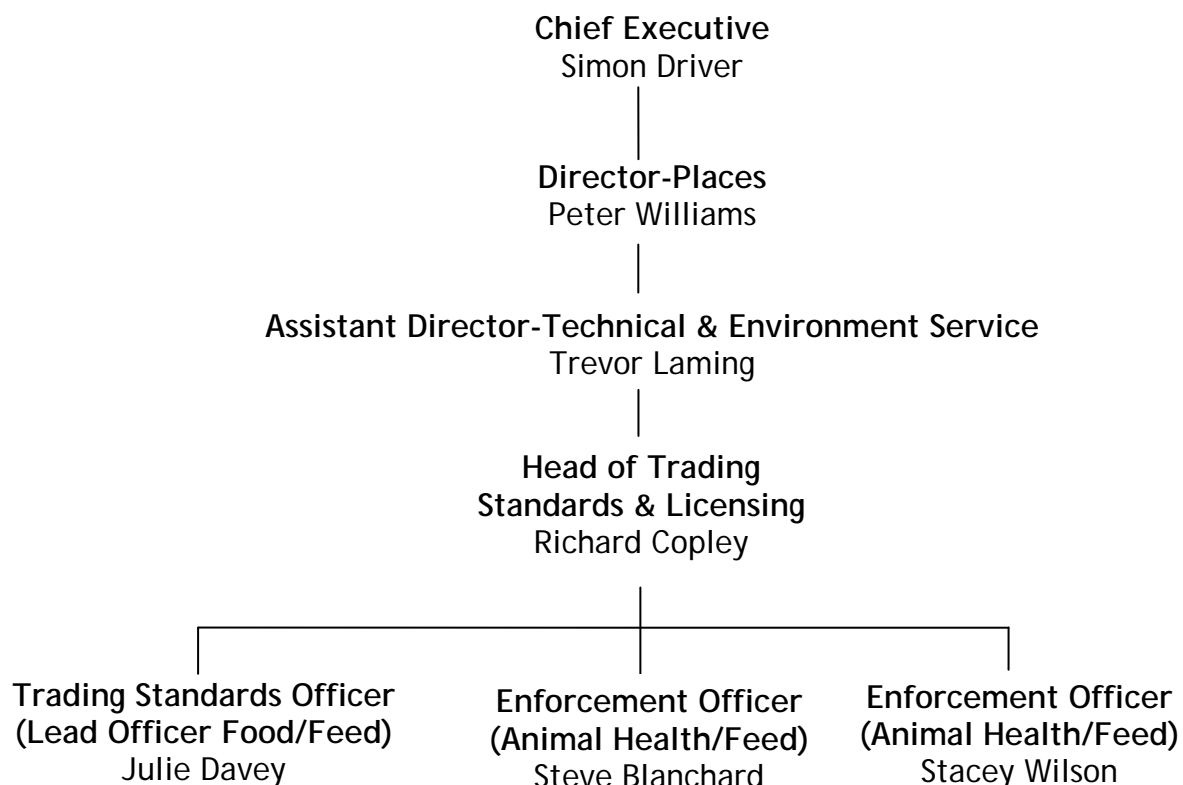 Chief Executive
Simon Driver
Director-Places
Peter Williams
Assistant Director-Technical & Environment Service
Trevor Laming
Head of Trading
Standards & Licensing
Richard Copley
Trading Standards Officer
(Lead Officer Food/Feed)
Julie Davey
Enforcement Officer
(Animal Health/Feed)
Steve Blanchard
Enforcement Officer
(Animal Health/Feed)
Stacey Wilson